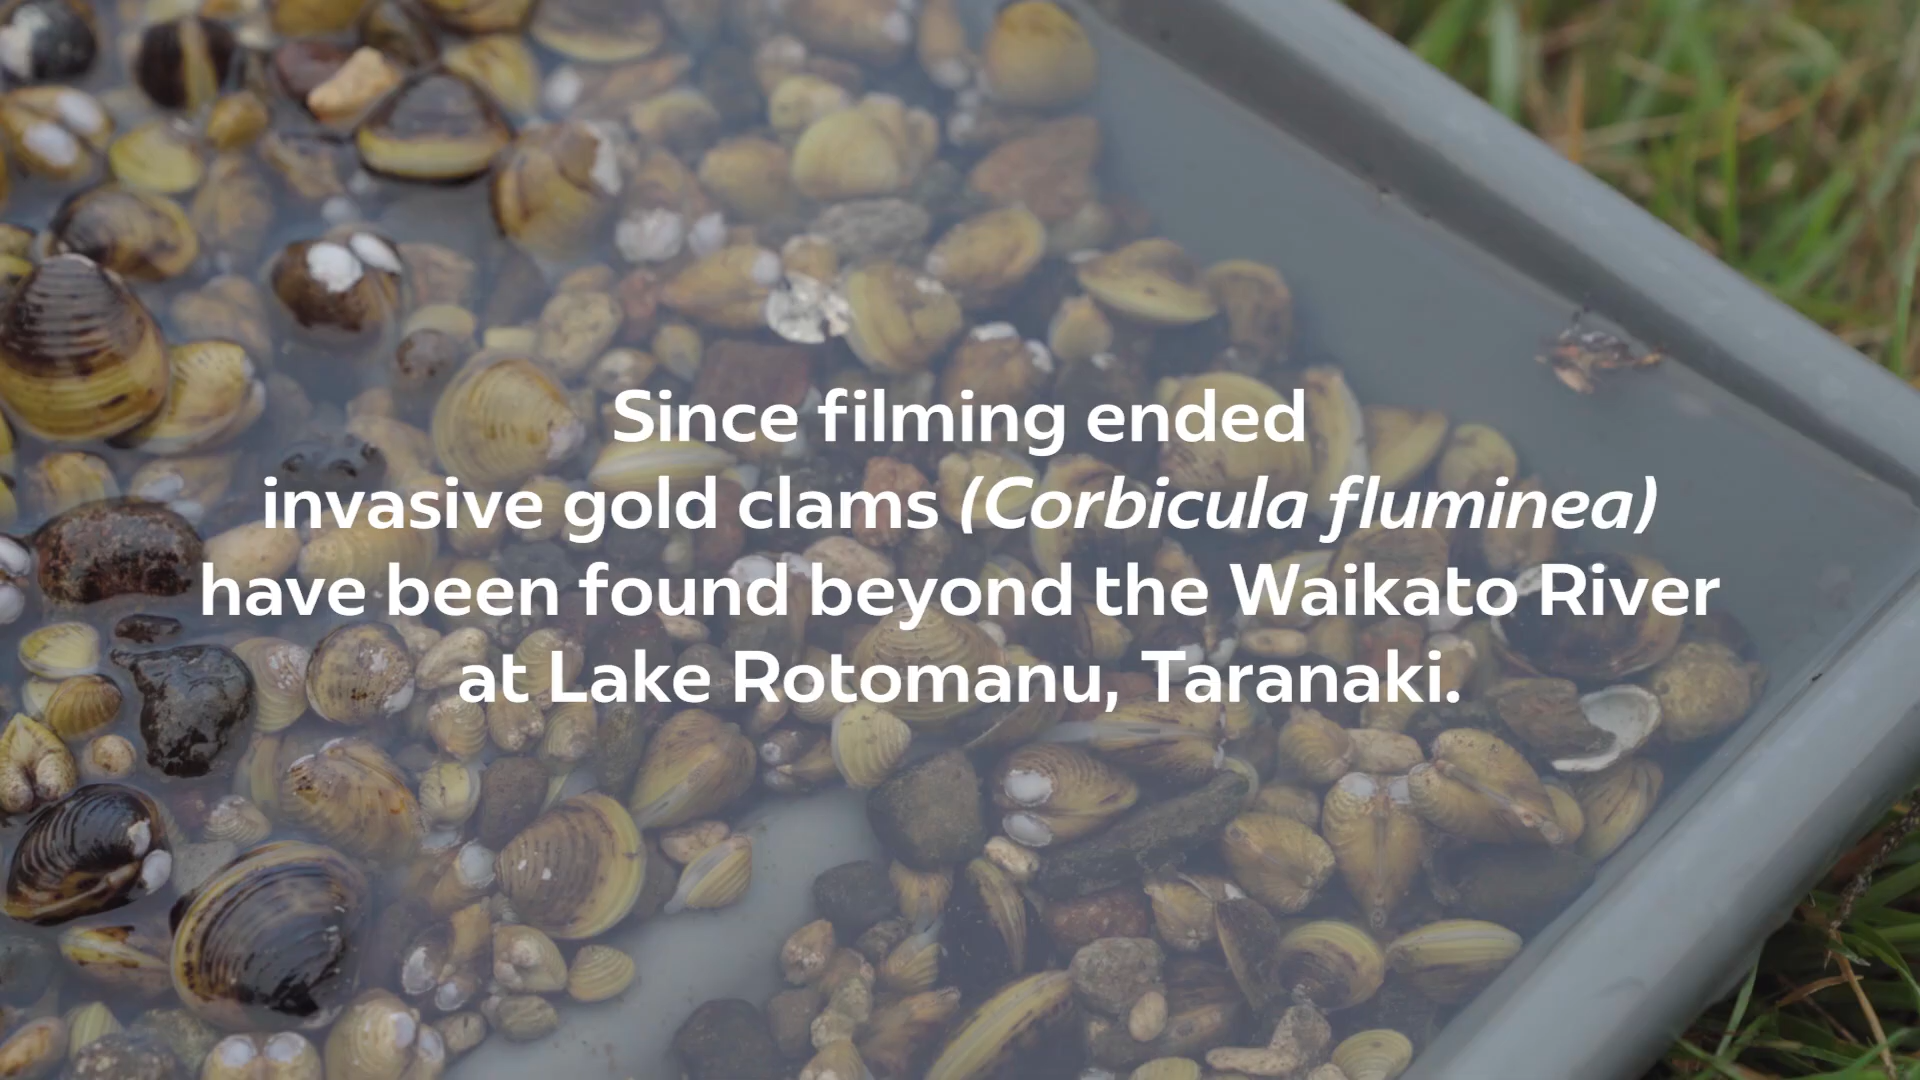 Since filming ended
invasive gold clams (Corbicula fluminea)
have been found beyond the Waikato River
at Lake Rotomanu, Taranaki.